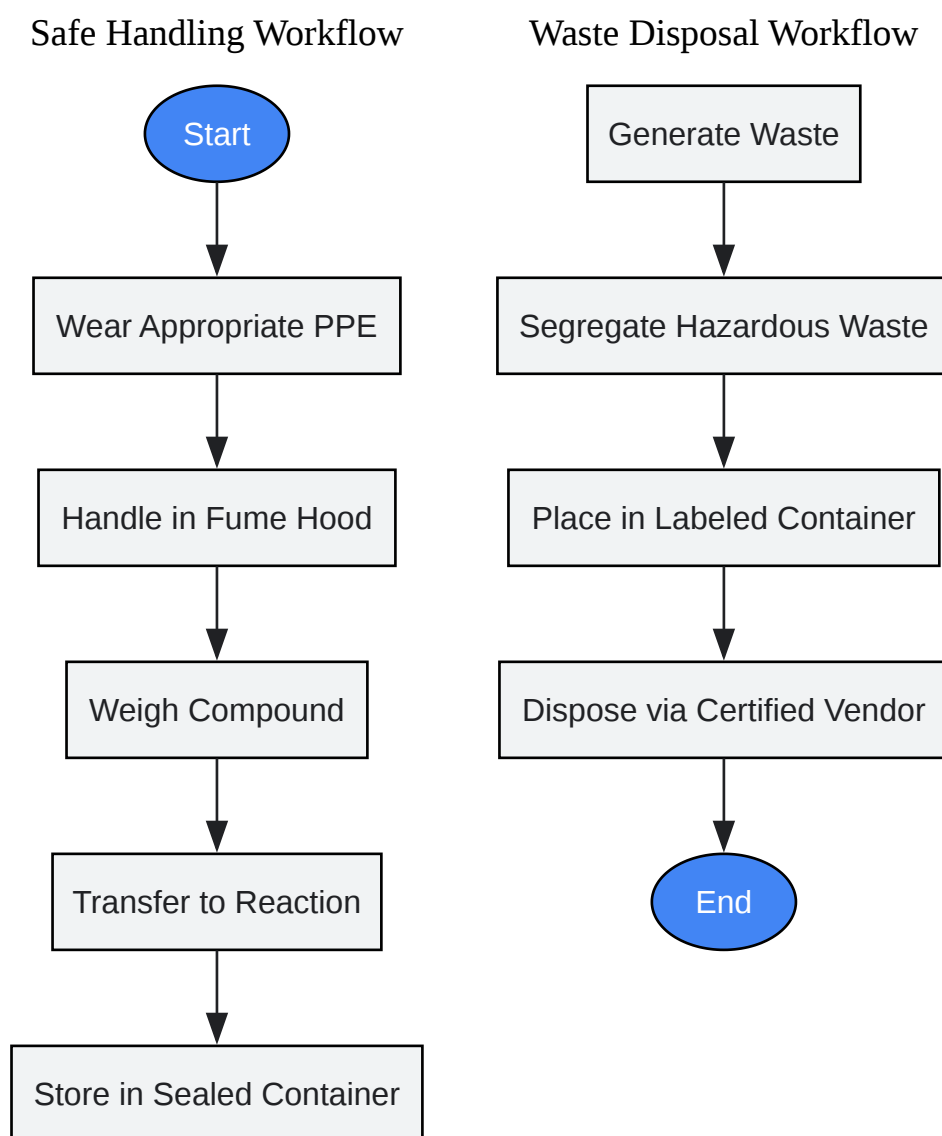 Safe Handling Workflow
Start
Wear Appropriate PPE
Handle in Fume Hood
Weigh Compound
Transfer to Reaction
Store in Sealed Container
Waste Disposal Workflow
Generate Waste
Segregate Hazardous Waste
Place in Labeled Container
Dispose via Certified Vendor
End